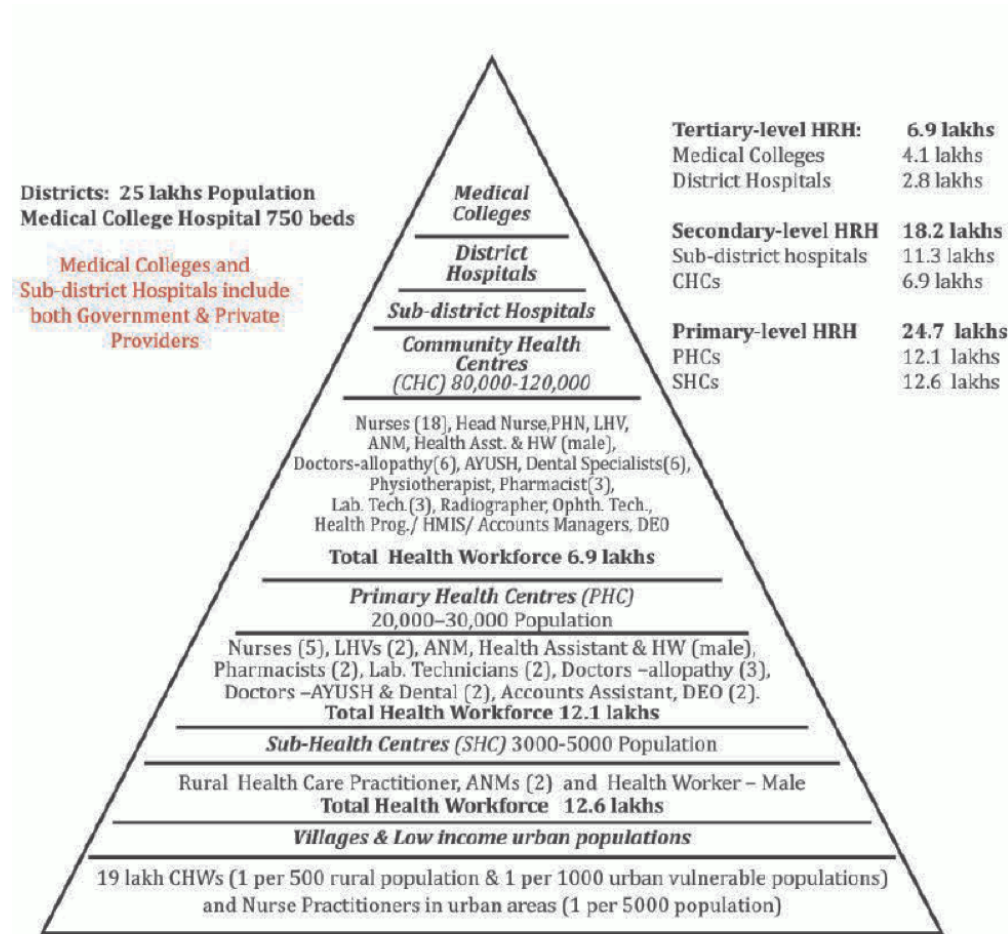 Districts: 25 lakhs Population
Medical College Hospital 750 beds
Medical Colleges and
Sub-district Hospitals include
both Government & Private
Providers
Tertiary-level HRH: 6.9 lakhs
Medical Colleges 4.1 lakhs
District Hospitals 2.8 lakhs
Secondary-level HRH 18.2 lakhs
Sub-district hospitals 11.3 lakhs
CHCs 6.9 lakhs
Primary-level HRH 24.7 lakhs
PHCs 12.1 lakhs
SHCs 12.6 lakhs
Medical
Colleges
District
Hospitals
Sub-district Hospitals
Community Health
Centres
(CHC) 80,000-120,000
Nurses (18), Head Nurse,PHN, LHV,
ANM, Health Asst. & HW (male),
Doctors-allopathy(6), AYUSH, Dental Specialists(6),
Physiotherapist, Pharmacist(3),
Lab. Tech.(3), Radiographer, Ophth. Tech.,
Health Prog./ HMIS/ Accounts Managers, DEO
Total Health Workforce 6.9 lakhs
Primary Health Centres (PHC)
20,000–30,000 Population
Nurses (5), LHVs (2), ANM, Health Assistant & HW (male),
Pharmacists (2), Lab. Technicians (2), Doctors –allopathy (3),
Doctors –AYUSH & Dental (2), Accounts Assistant, DEO (2).
Total Health Workforce 12.1 lakhs
Sub-Health Centres (SHC) 3000-5000 Population
Rural Health Care Practitioner, ANMs (2) and Health Worker – Male
Total Health Workforce 12.6 lakhs
Villages & Low income urban populations
19 lakh CHWs (1 per 500 rural population & 1 per 1000 urban vulnerable populations)
and Nurse Practitioners in urban areas (1 per 5000 population)